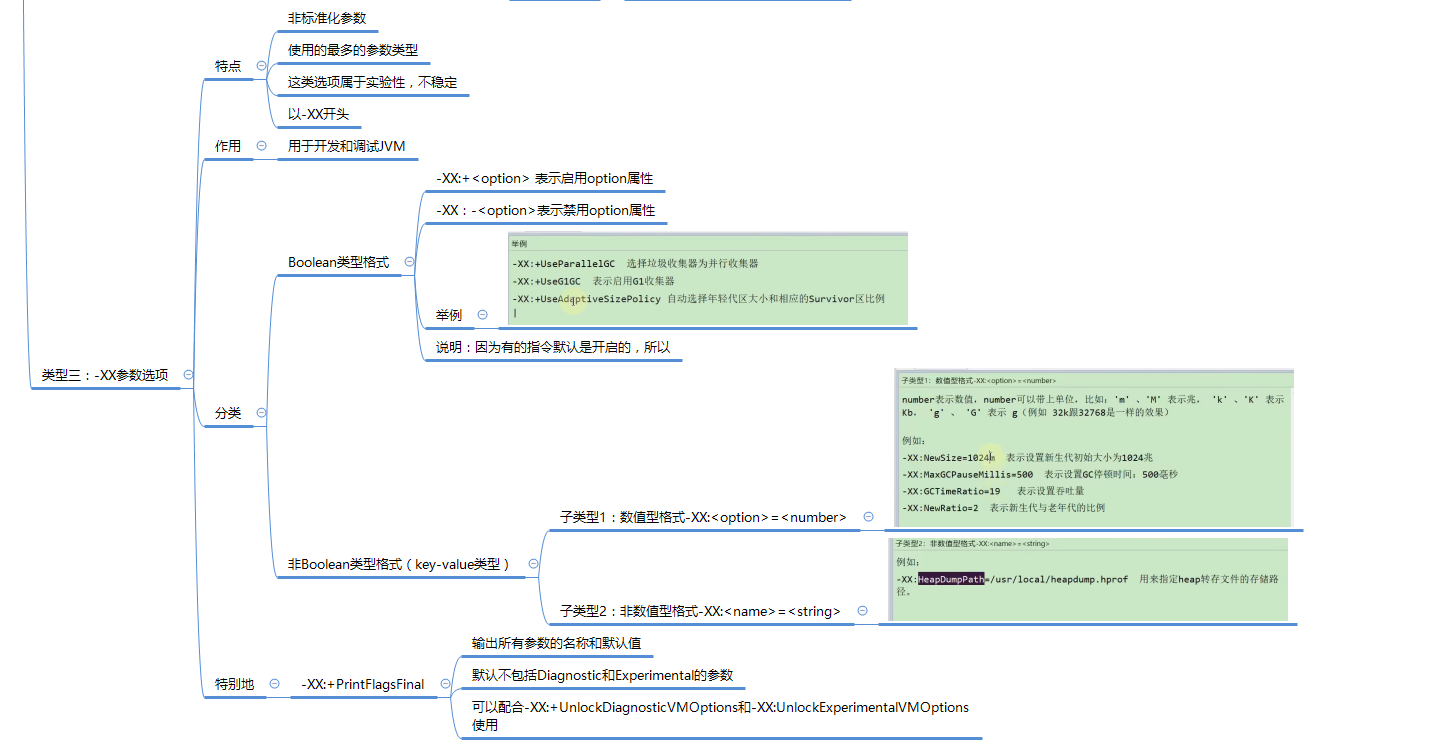 非标准化参数
使用的最多的参数类型
特点
这类选项属于实验性，不稳定
以-XX开头
作用
用于开发和调试JVM
-XX:+<option> 表示启用option属性
-XX：-<option>表示禁用option属性
Boolean类型格式
举例
-XX:+UseParallelGC 选择垃圾收集器为并行收集器
-XX:+UseG1GC 表示启用G1收集器
-XX:+UseAdaptiveSizePolicy 自动选择年轻代区大小和相应的Survivor区比例
举例
说明：因为有的指令默认是开启的，所以
类型三：-XX参数选项
分类
子类型1: 数值型格式-XX:<option>=<number>
number表示数值，number可以带上单位，比如：'m' 、'M' 表示兆， 'k' 、'K' 表示
Kb， 'g' 、 'G' 表示 g（例如 32k跟32768是一样的效果）
例如：
-XX:NewSize=1024m 表示设置新生代初始大小为1024兆
-XX:MaxGCPauseMillis=500 表示设置GC停顿时间：500毫秒
-XX:GCTimeRatio=19 表示设置吞吐量
-XX:NewRatio=2 表示新生代与老年代的比例
子类型1：数值型格式-XX:<option>=<number>
非Boolean类型格式（key-value类型）
子类型2: 非数值型格式-XX:<name>=<string>
例如：
-XX:HeapDumpPath=/usr/local/heapdump.hprof 用来指定heap转存文件的存储路
径。
子类型2：非数值型格式-XX:<name>=<string>
输出所有参数的名称和默认值
默认不包括Diagnostic和Experimental的参数
特别地
-XX:+PrintFlagsFinal
可以配合-XX:+UnlockDiagnosticVMOptions和-XX:UnlockExperimentalVMOptions
使用